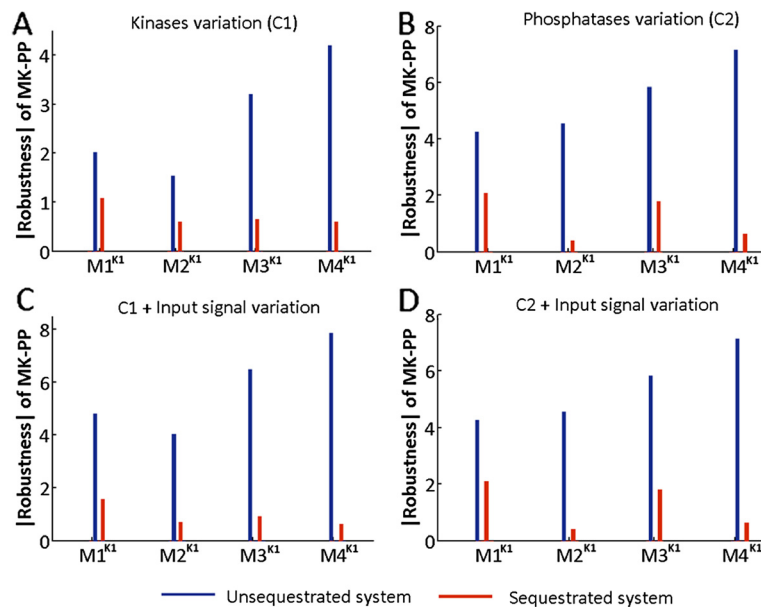 A
Kinases variation (C1)
|Robustness| of MK-PP
4
3
2
1
0
M1ᴷ¹ M2ᴷ¹ M3ᴷ¹ M4ᴷ¹
B
Phosphatases variation (C2)
|Robustness| of MK-PP
8
6
4
2
0
M1ᴷ¹ M2ᴷ¹ M3ᴷ¹ M4ᴷ¹
C
C1 + Input signal variation
|Robustness| of MK-PP
8
6
4
2
0
M1ᴷ¹ M2ᴷ¹ M3ᴷ¹ M4ᴷ¹
D
C2 + Input signal variation
|Robustness| of MK-PP
8
6
4
2
0
M1ᴷ¹ M2ᴷ¹ M3ᴷ¹ M4ᴷ¹
Unsequestrated system
Sequestrated system